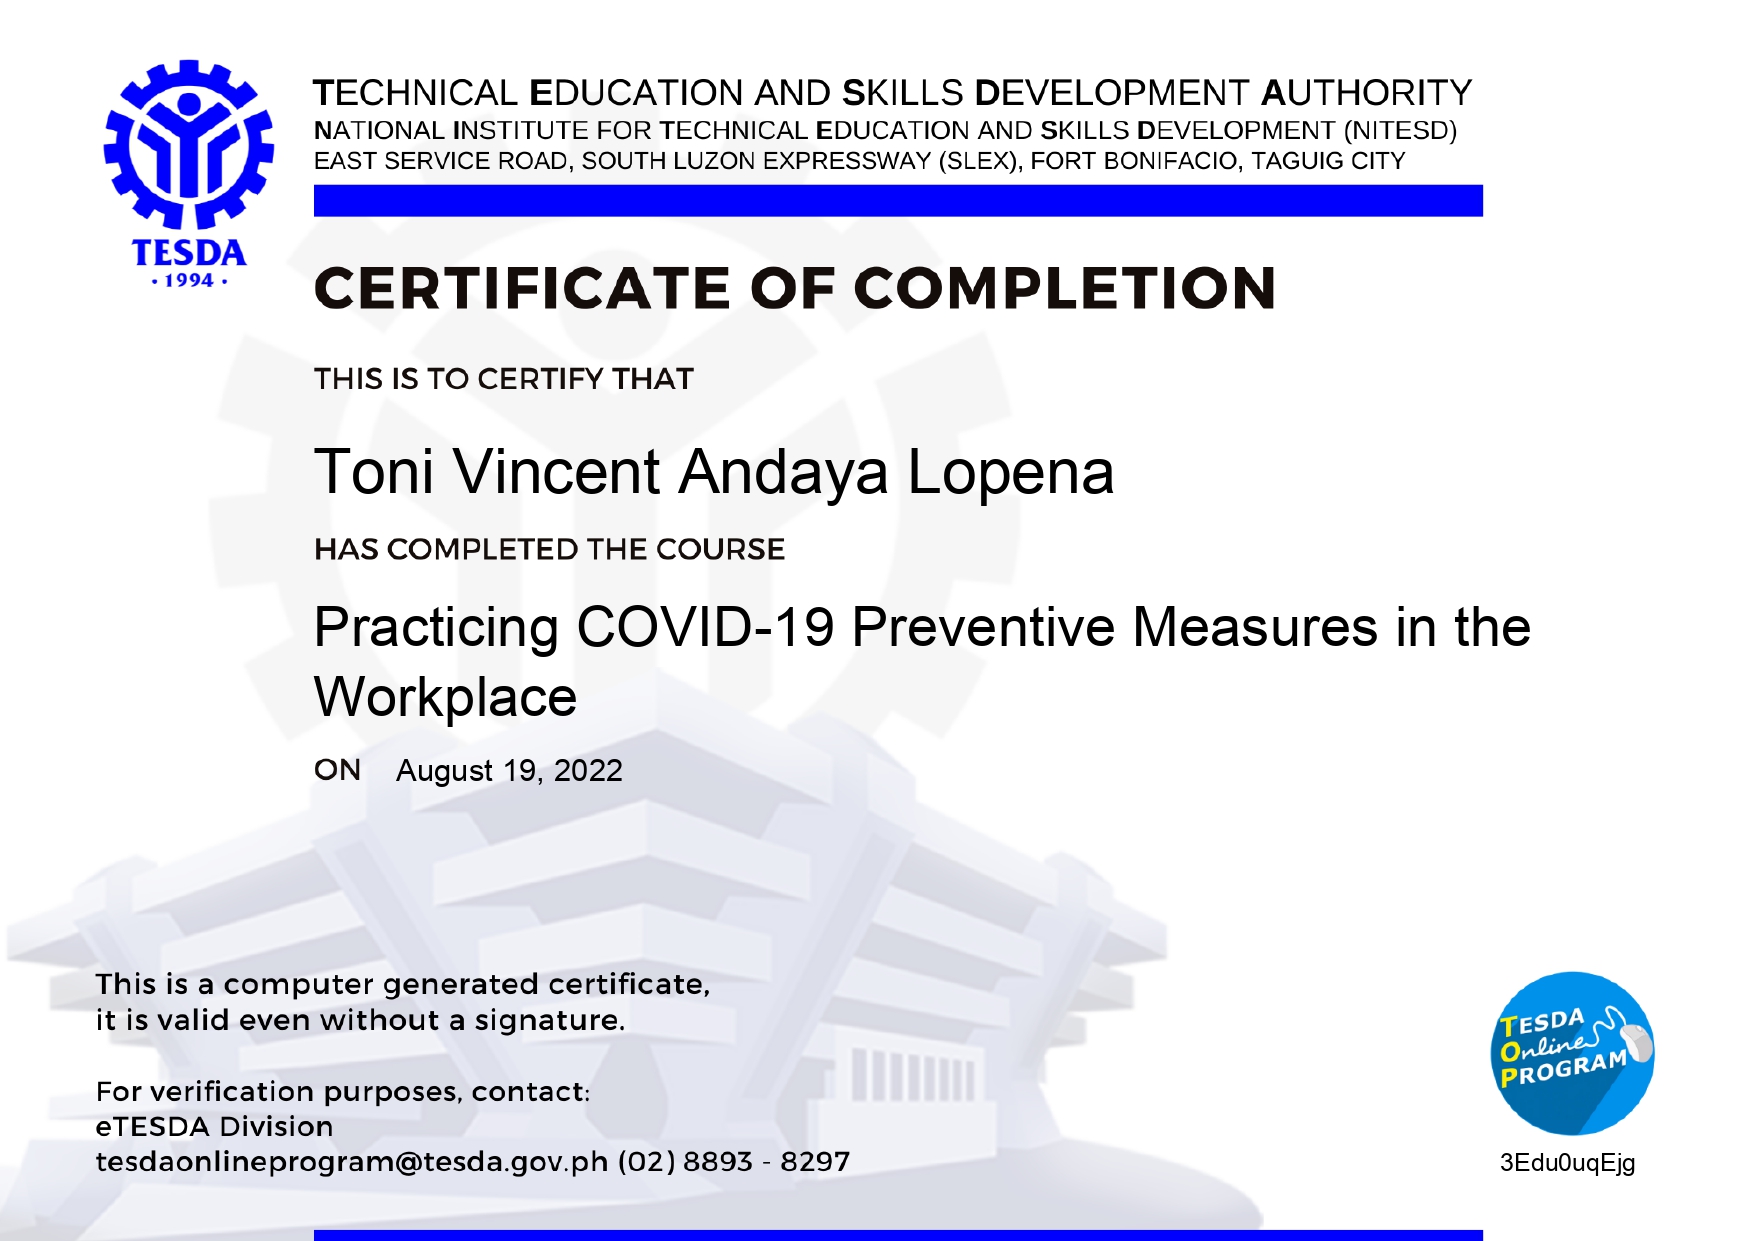 TECHNICAL EDUCATION AND SKILLS DEVELOPMENT AUTHORITY
NATIONAL INSTITUTE FOR TECHNICAL EDUCATION AND SKILLS DEVELOPMENT (NITESD)
EAST SERVICE ROAD, SOUTH LUZON EXPRESSWAY (SLEX), FORT BONIFACIO, TAGUIG CITY
TESDA
· 1994 ·
CERTIFICATE OF COMPLETION
THIS IS TO CERTIFY THAT
Toni Vincent Andaya Lopena
HAS COMPLETED THE COURSE
Practicing COVID-19 Preventive Measures in the
Workplace
ON August 19, 2022
This is a computer generated certificate,
it is valid even without a signature.
For verification purposes, contact:
eTESDA Division
tesdaonlineprogram@tesda.gov.ph (02) 8893 - 8297
TESDA
Online
PROGRAM
3Edu0uqEjg